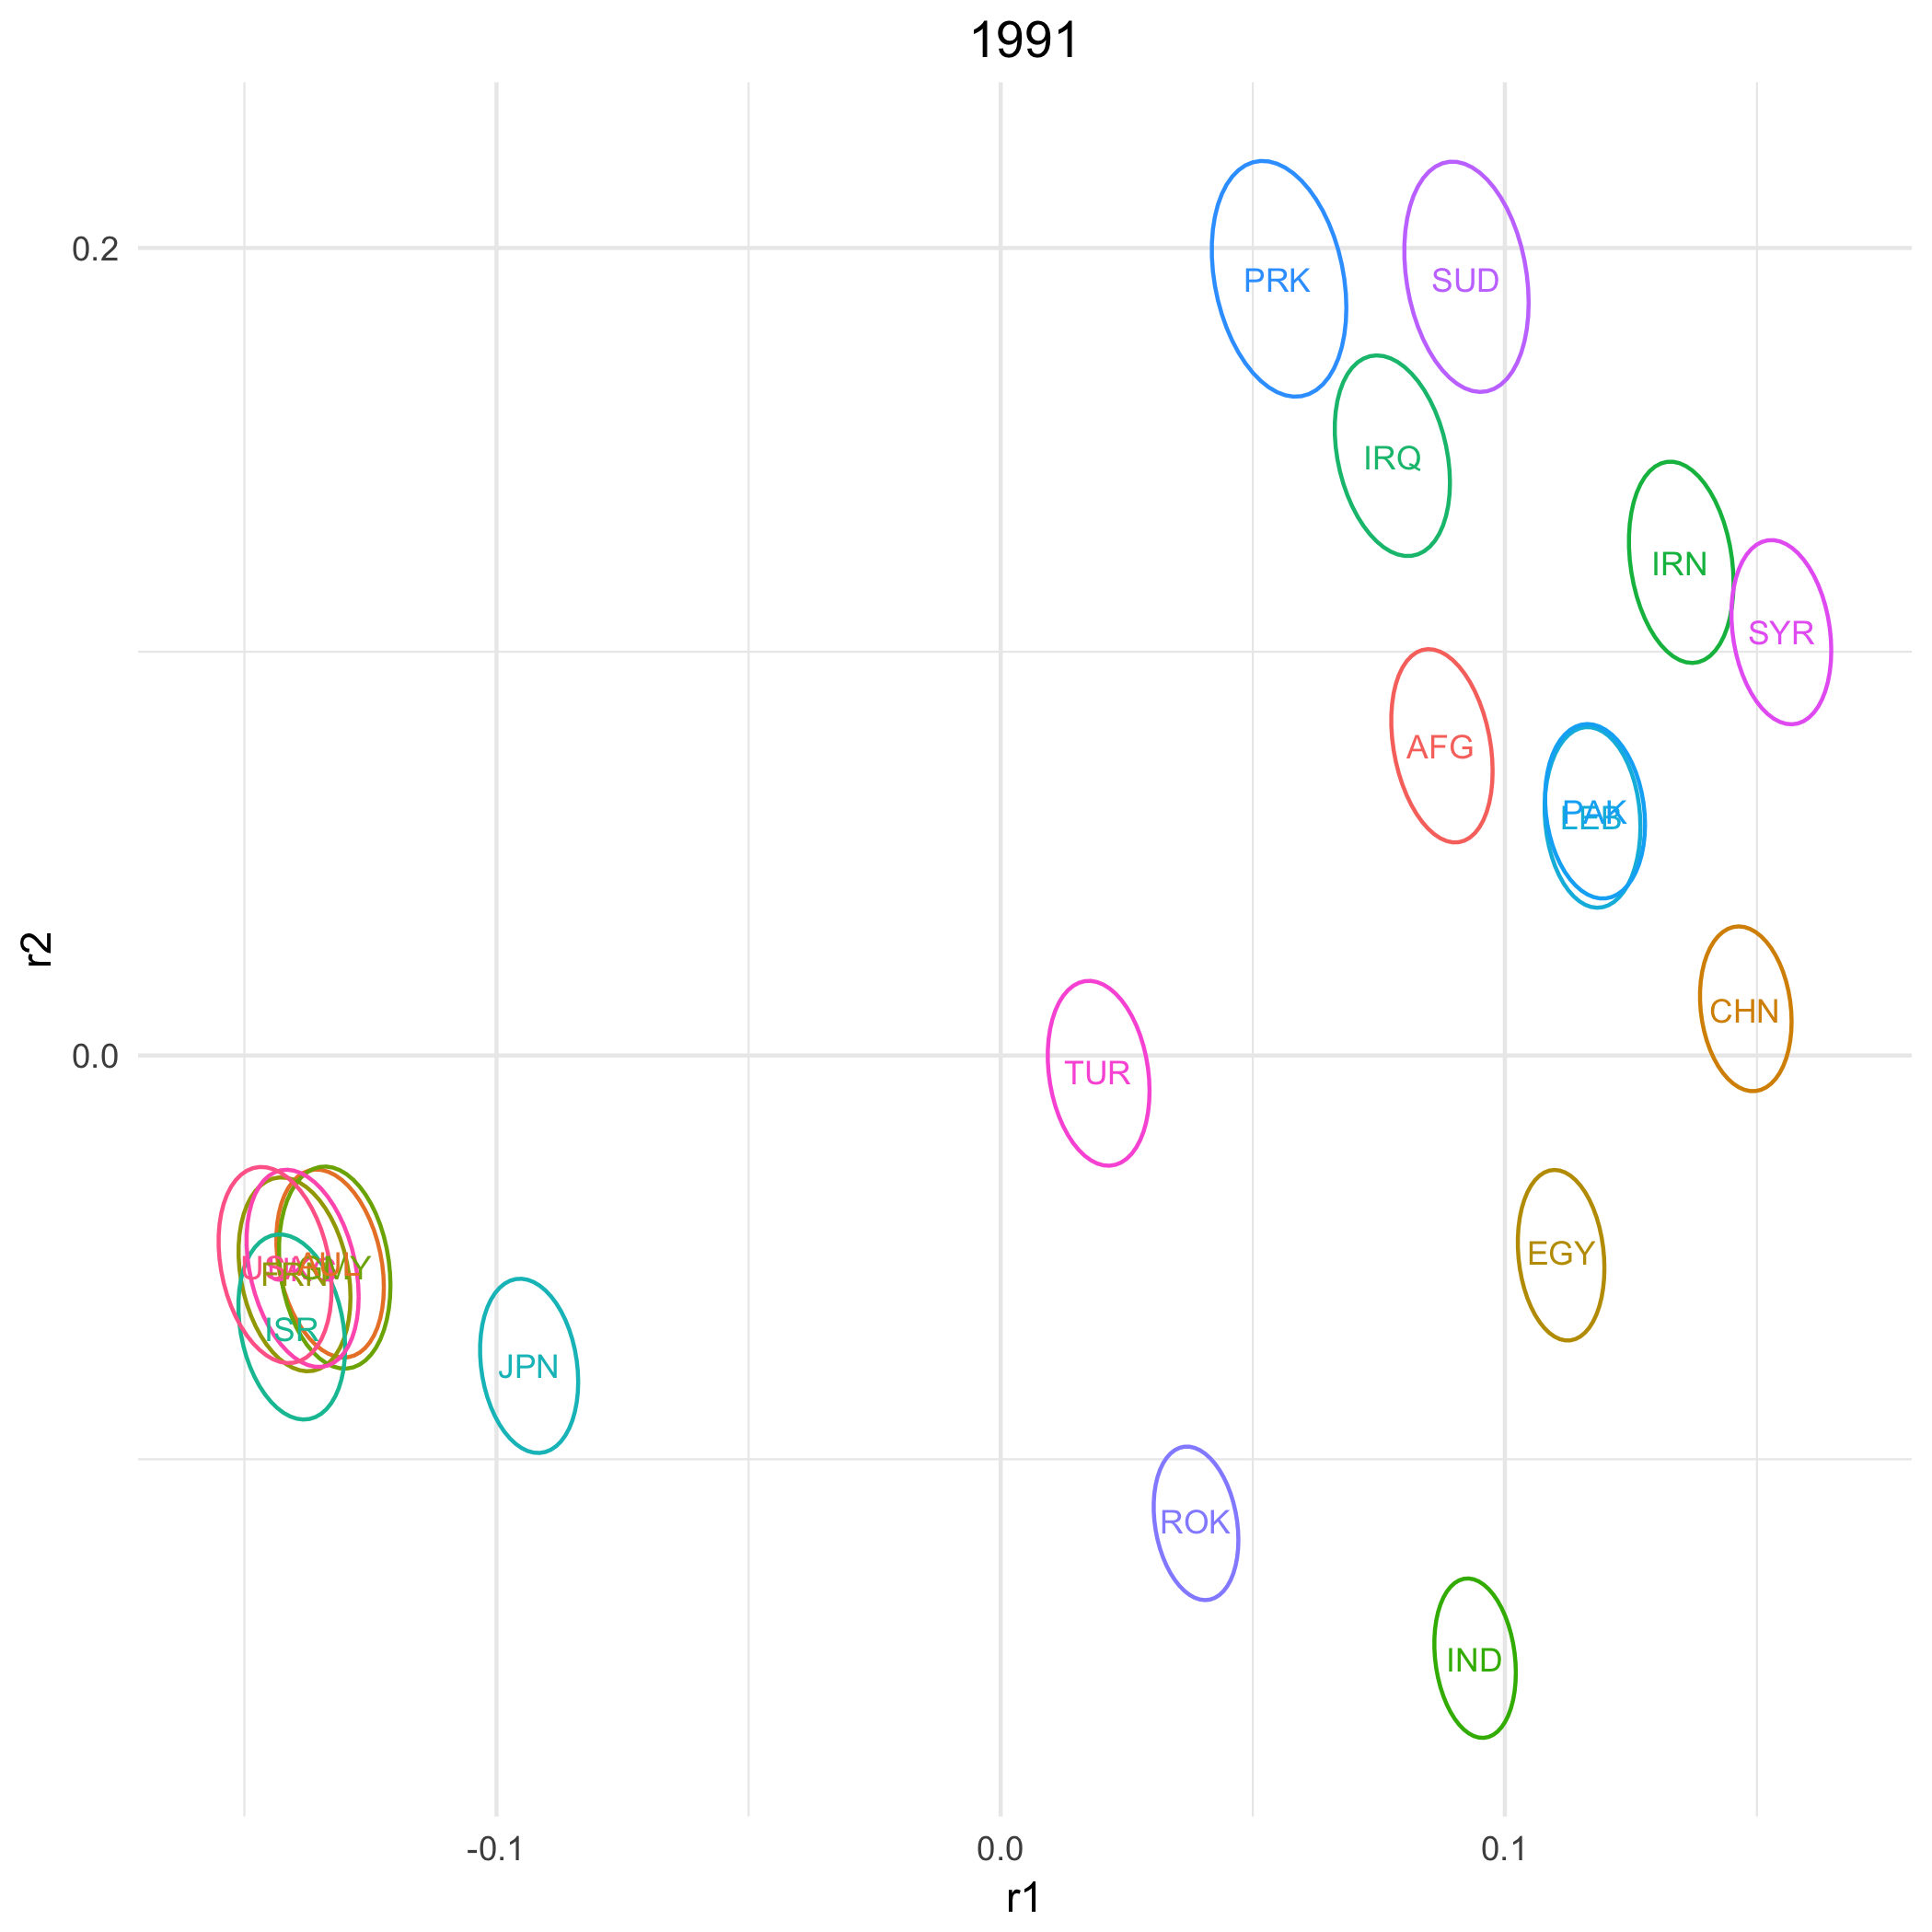 1991
0.2
PRK
SUD
IRQ
IRN
SYR
AFG
PAK
r2
CHN
0.0
TUR
EGY
ISR
JPN
ROK
IND
-0.1
0.0
0.1
r1